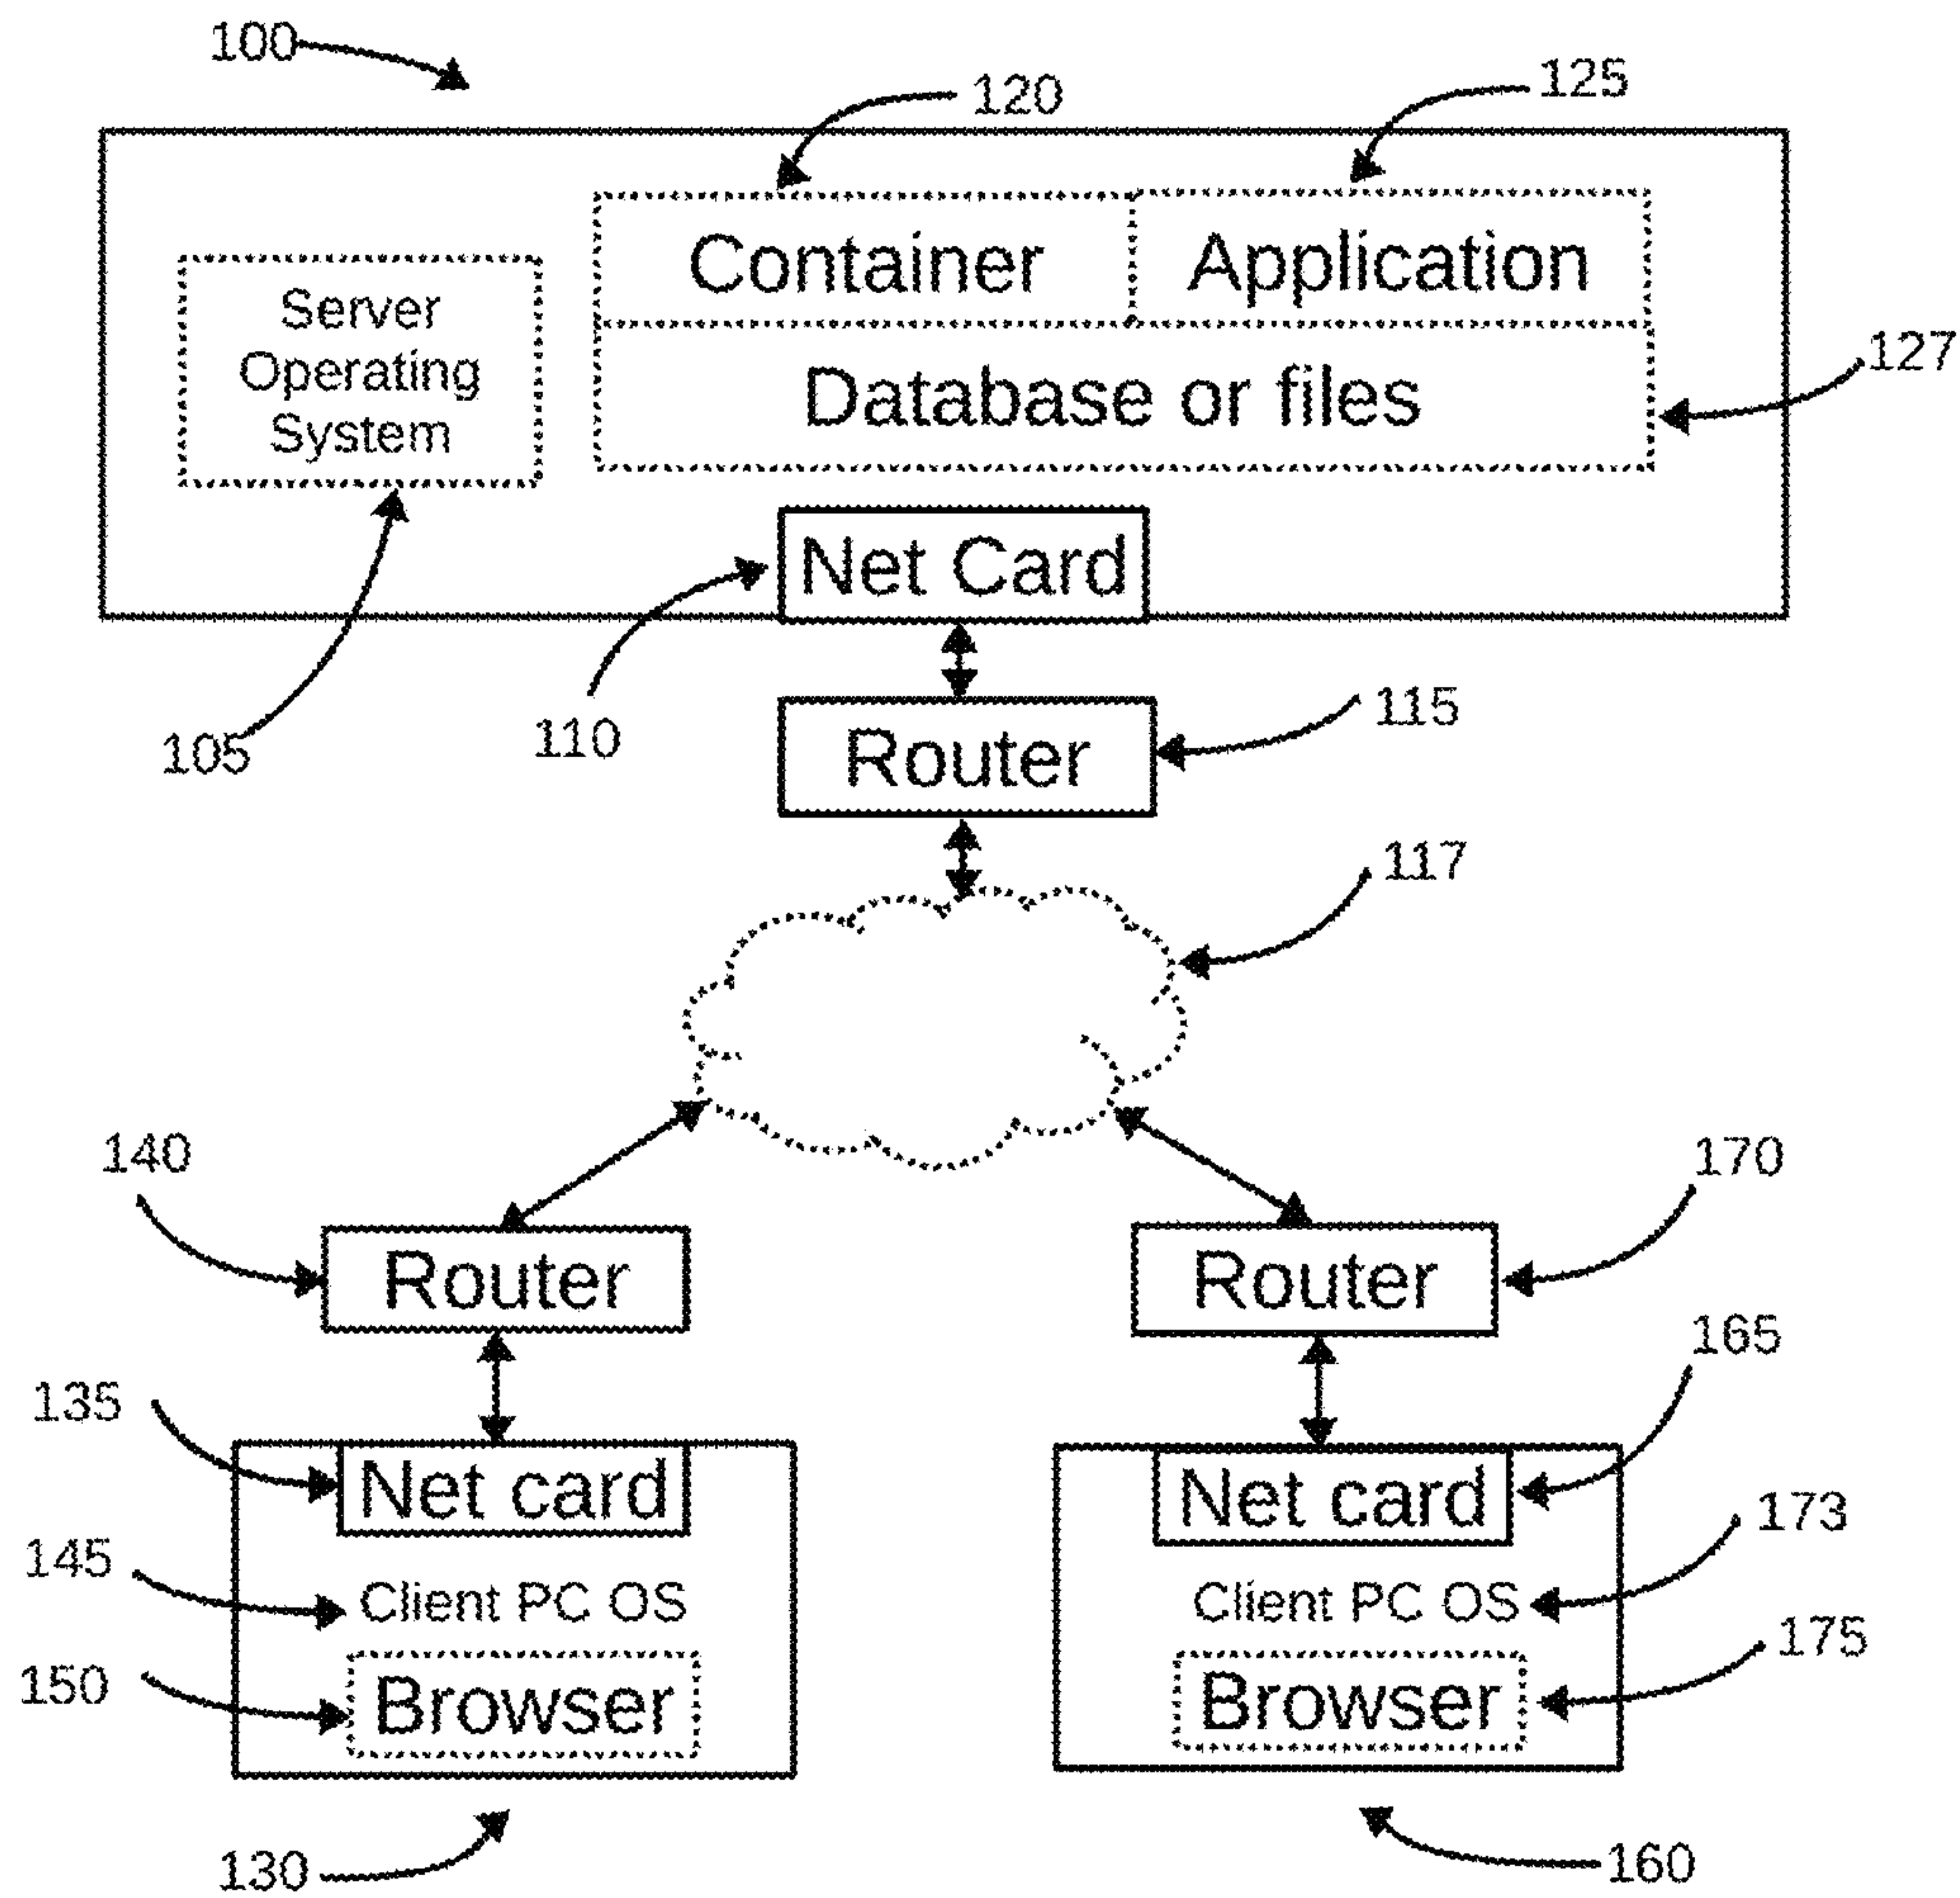 100
120
125
Container
Application
Server
Operating
System
127
Database or files
Net Card
105
110
115
Router
117
140
170
Router
Router
165
135
Net card
Net card
173
145
Client PC OS
Client PC OS
175
150
Browser
Browser
130
160